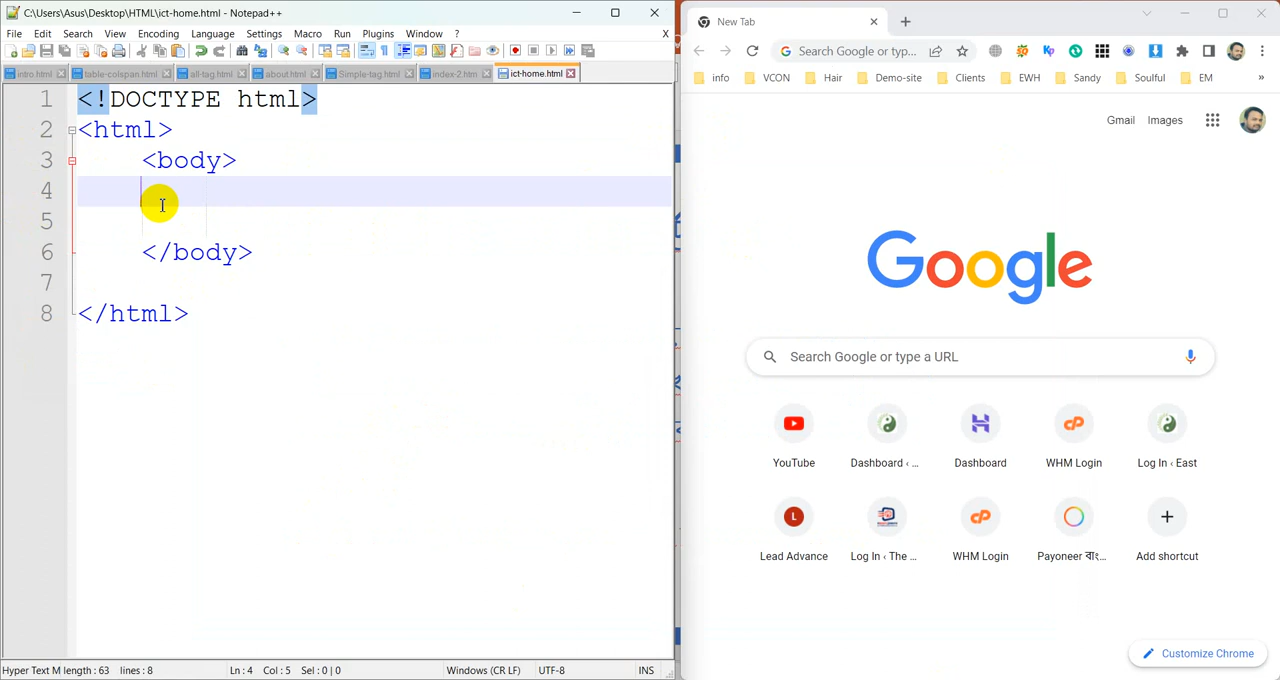 C:\Users\Asus\Desktop\HTML\ict-home.html - Notepad++
File Edit Search View Encoding Language Settings Macro Run Plugins Window ? X
intro.html table-colspan.html all-tag.html about.html Simple-tag.html index-2.htm ict-home.html
1 <!DOCTYPE html>
2 <html>
3 <body>
4
5
6 </body>
7
8 </html>
Hyper Text M length : 63 lines : 8 Ln : 4 Col : 5 Sel : 0 | 0 Windows (CR LF) UTF-8 INS
New Tab
Search Google or typ...
info VCON Hair Demo-site Clients EWH Sandy Soulful EM »
Gmail Images
Google
Search Google or type a URL
YouTube Dashboard ‹ ... Dashboard WHM Login Log In ‹ East
L
Lead Advance Log In ‹ The ... WHM Login Payoneer বাং... Add shortcut
Customize Chrome